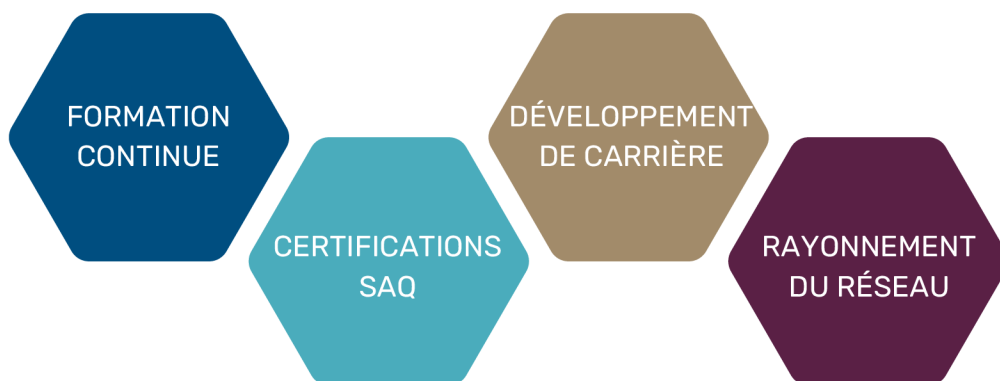 FORMATION
CONTINUE
CERTIFICATIONS
SAQ
DÉVELOPPEMENT
DE CARRIÈRE
RAYONNEMENT
DU RÉSEAU